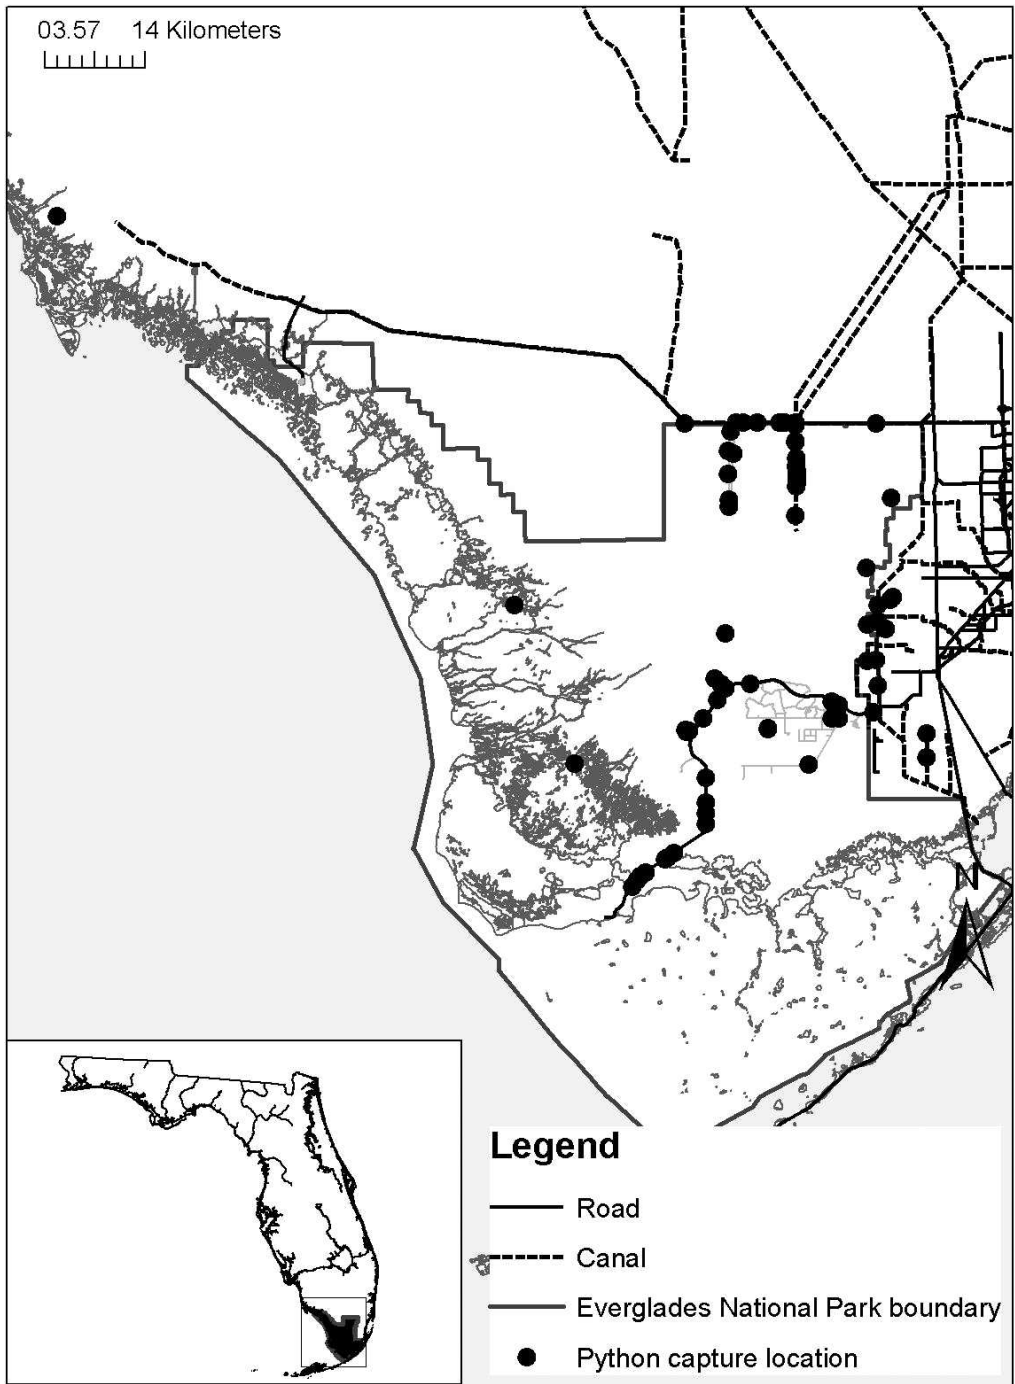 03.57 14 Kilometers
N
Legend
Road
Canal
Everglades National Park boundary
Python capture location